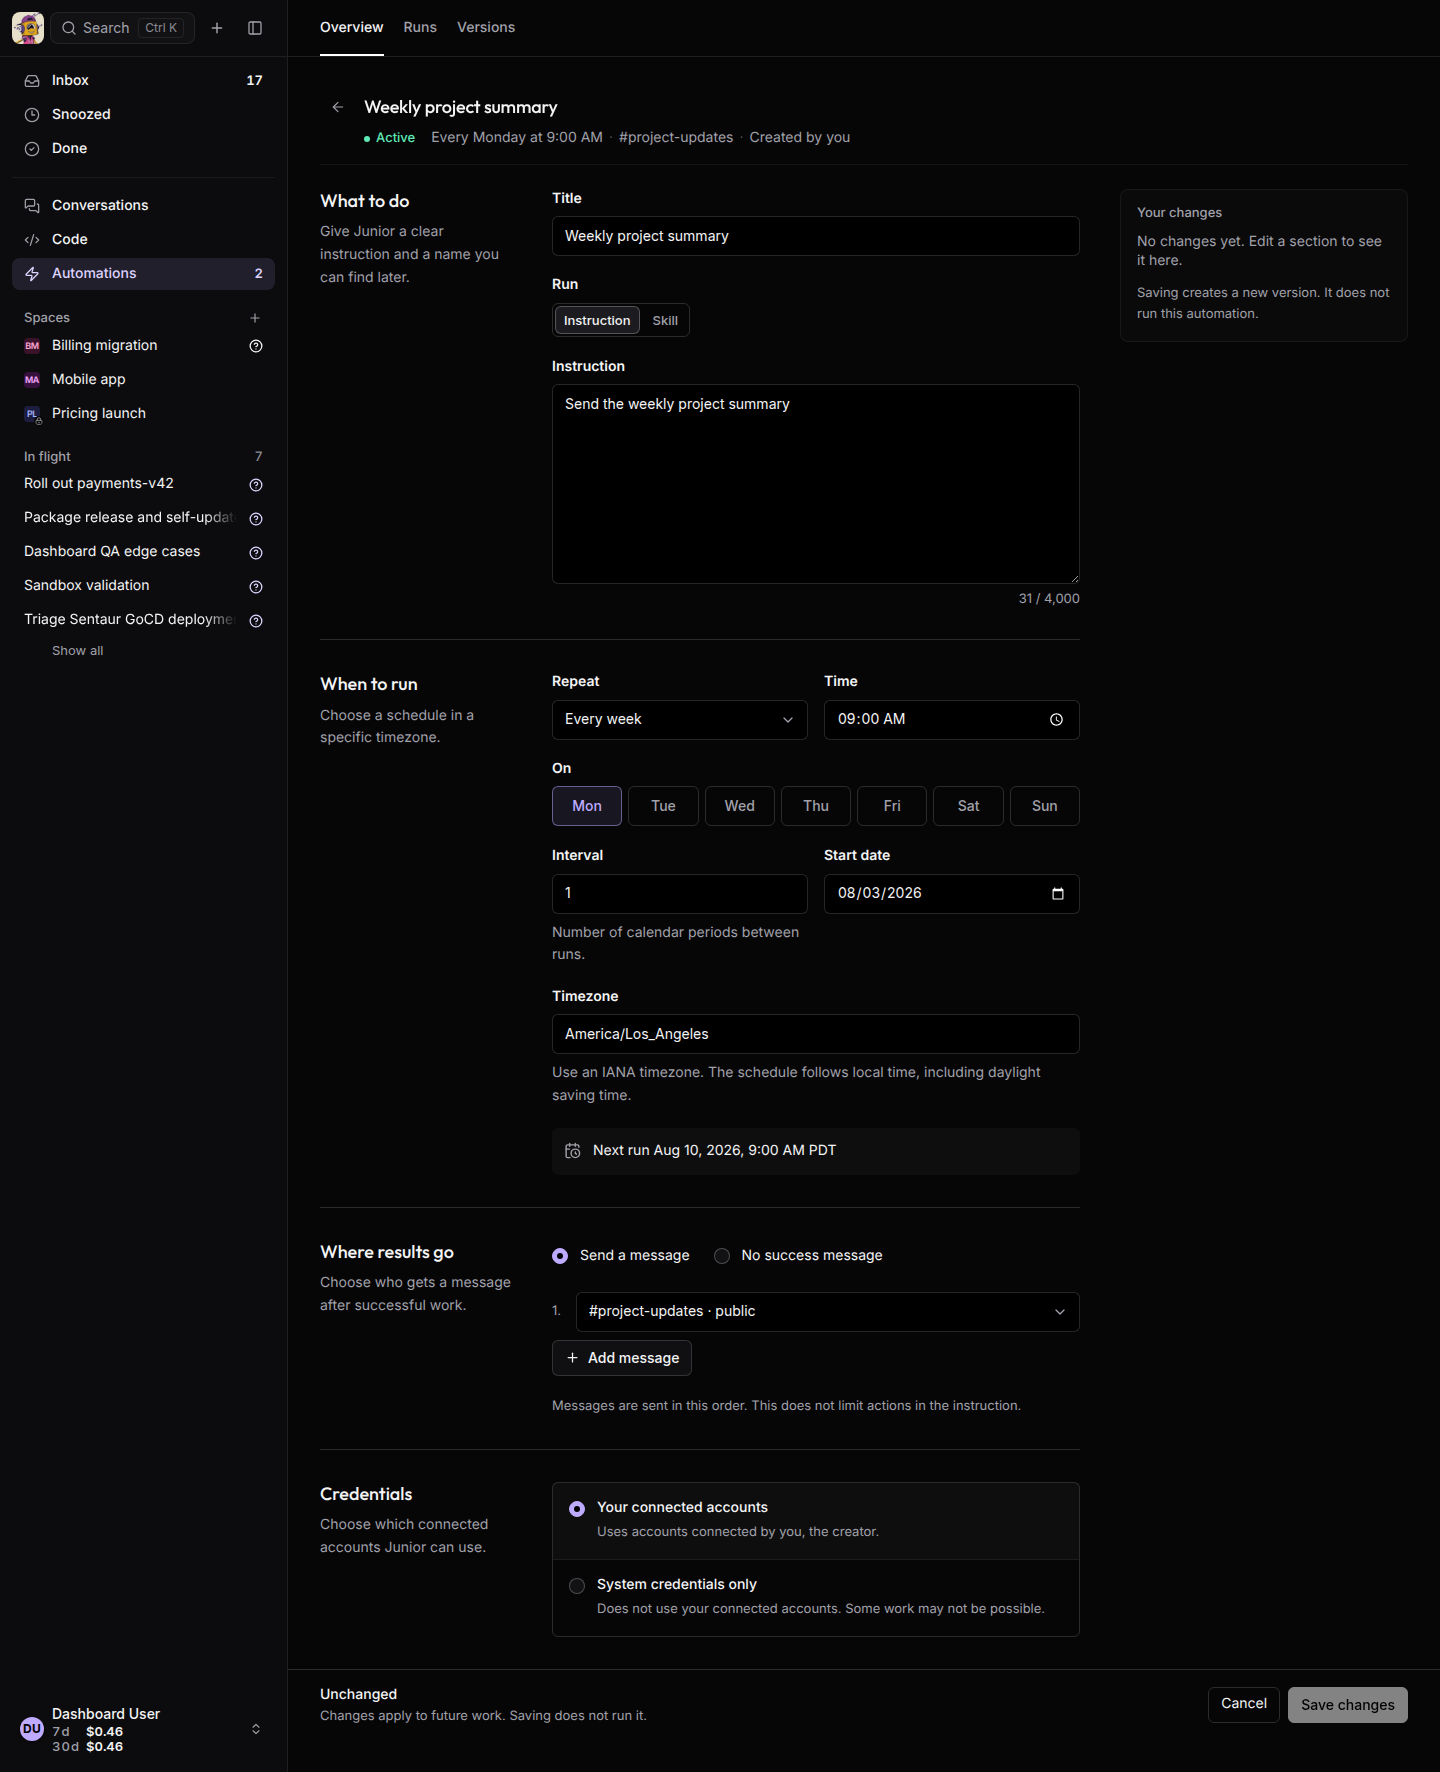 Search Ctrl K
Inbox 17
Snoozed
Done
Conversations
Code
Automations 2
Spaces
BM Billing migration
MA Mobile app
PL Pricing launch
In flight 7
Roll out payments-v42
Package release and self-updat
Dashboard QA edge cases
Sandbox validation
Triage Sentaur GoCD deployme
Show all
DU Dashboard User
7d $0.46
30d $0.46
Overview Runs Versions
Weekly project summary
Active Every Monday at 9:00 AM · #project-updates · Created by you
What to do
Give Junior a clear
instruction and a name you
can find later.
Title
Weekly project summary
Run
Instruction Skill
Instruction
Send the weekly project summary
31 / 4,000
Your changes
No changes yet. Edit a section to see
it here.
Saving creates a new version. It does not
run this automation.
When to run
Choose a schedule in a
specific timezone.
Repeat Time
Every week 09:00 AM
On
Mon Tue Wed Thu Fri Sat Sun
Interval Start date
1 08/03/2026
Number of calendar periods between
runs.
Timezone
America/Los_Angeles
Use an IANA timezone. The schedule follows local time, including daylight
saving time.
Next run Aug 10, 2026, 9:00 AM PDT
Where results go
Choose who gets a message
after successful work.
Send a message No success message
1. #project-updates · public
Add message
Messages are sent in this order. This does not limit actions in the instruction.
Credentials
Choose which connected
accounts Junior can use.
Your connected accounts
Uses accounts connected by you, the creator.
System credentials only
Does not use your connected accounts. Some work may not be possible.
Unchanged
Changes apply to future work. Saving does not run it.
Cancel Save changes